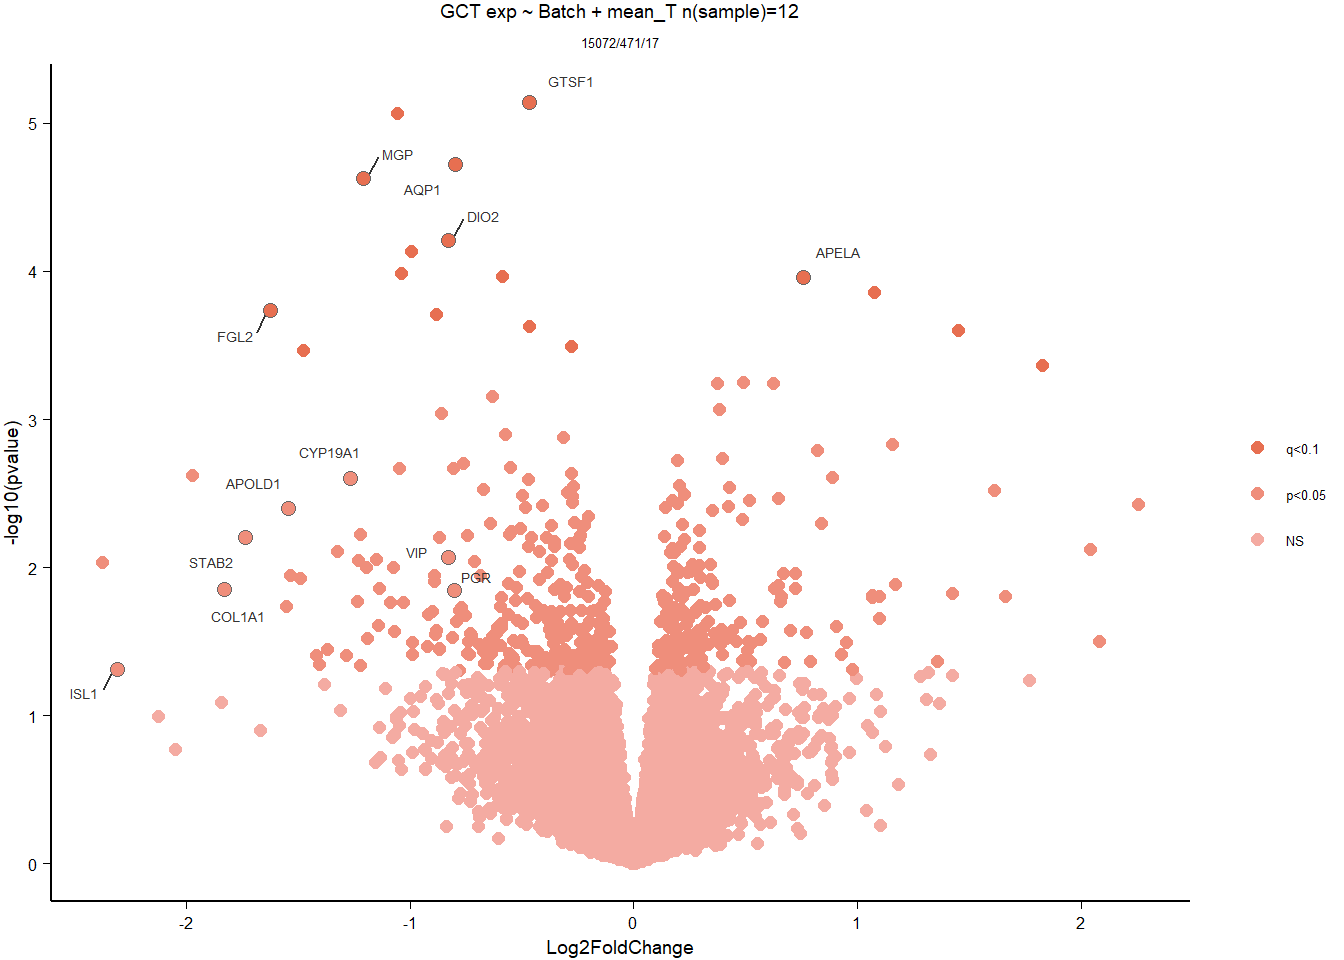 GCT exp ~ Batch + mean_T n(sample)=12
15072/471/17
GTSF1
5
MGP
AQP1
DIO2
APELA
4
FGL2
3
CYP19A1
q<0.1
APOLD1
p<0.05
-log10(pvalue)
VIP
NS
STAB2
2
PGR
COL1A1
ISL1
1
0
-2
-1
0
1
2
Log2FoldChange